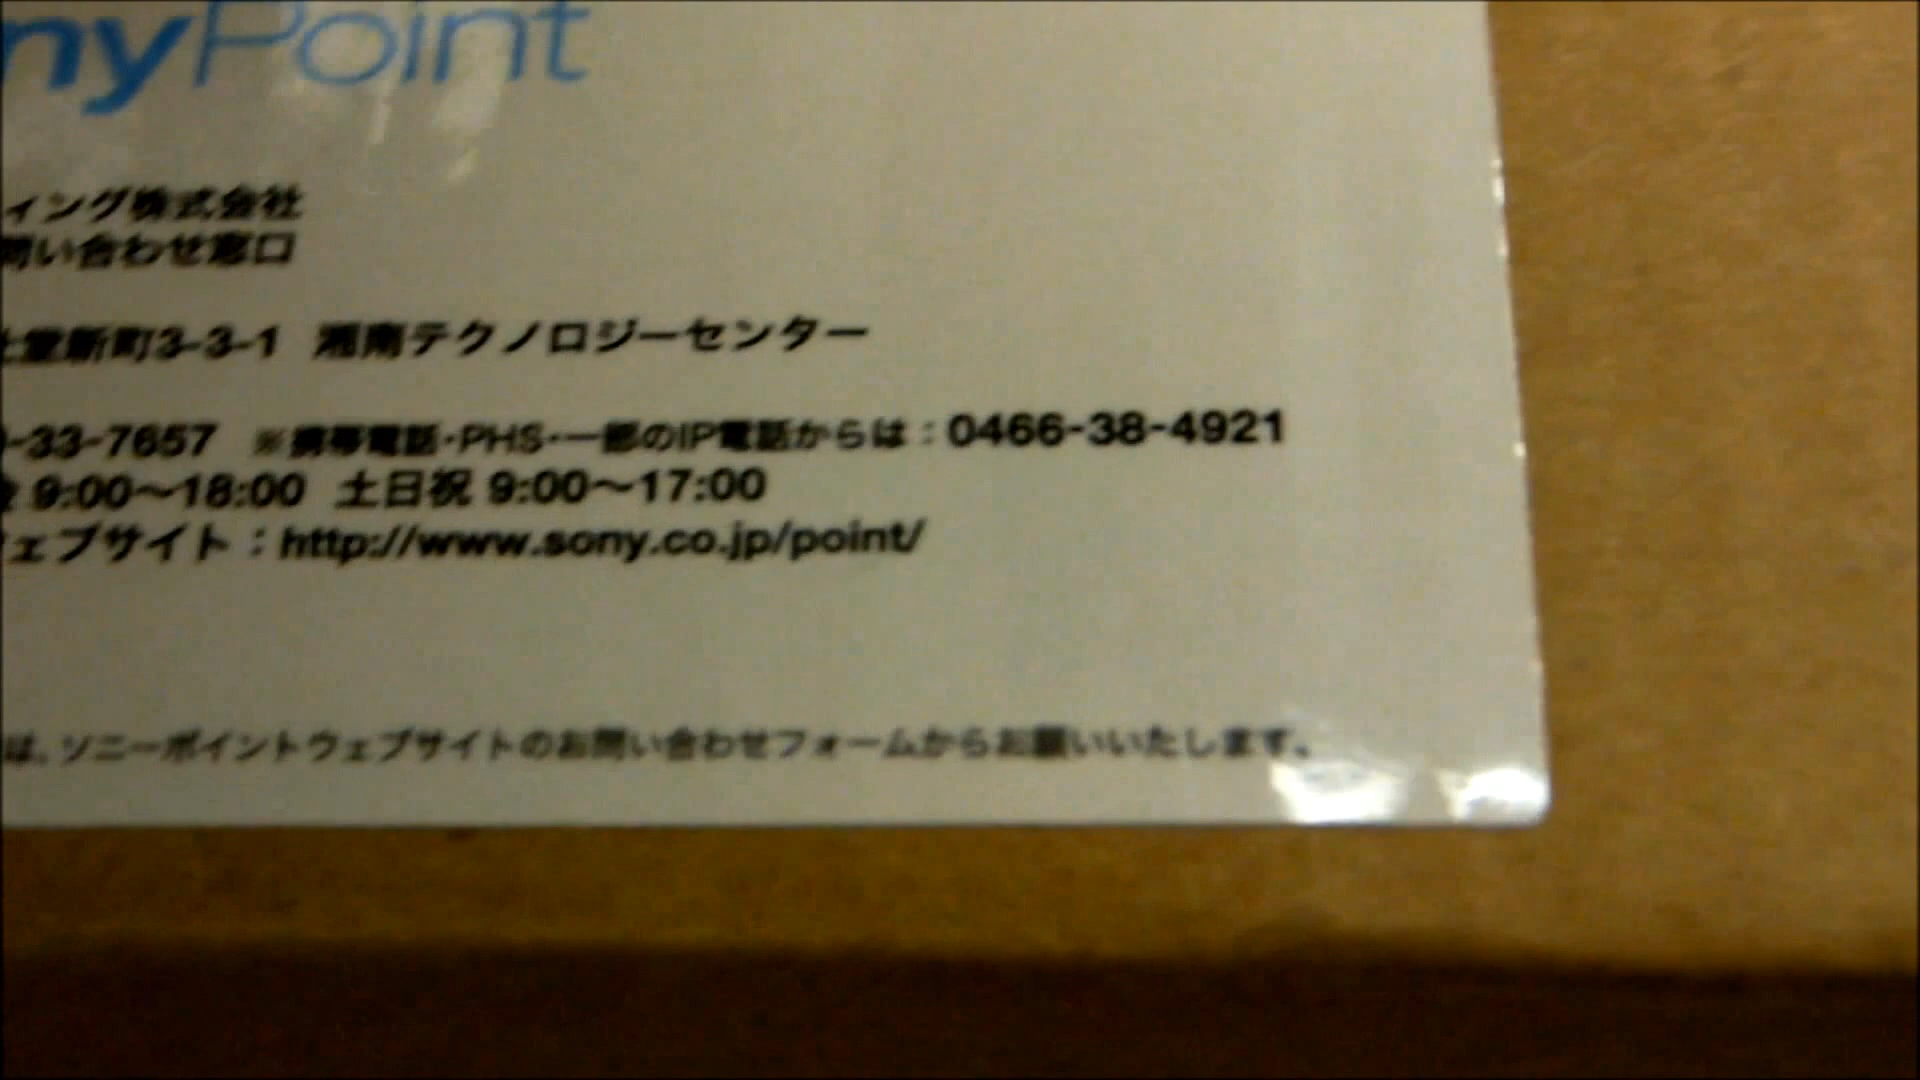 nyPoint
ィング株式会社
問い合わせ窓口
堂新町3-3-1 湘南テクノロジーセンター
-33-7657 ※携帯電話・PHS・一部のIP電話からは：0466-38-4921
9:00～18:00 土日祝 9:00～17:00
ウェブサイト：http://www.sony.co.jp/point/
は、ソニーポイントウェブサイトのお問い合わせフォームからお願いいたします。